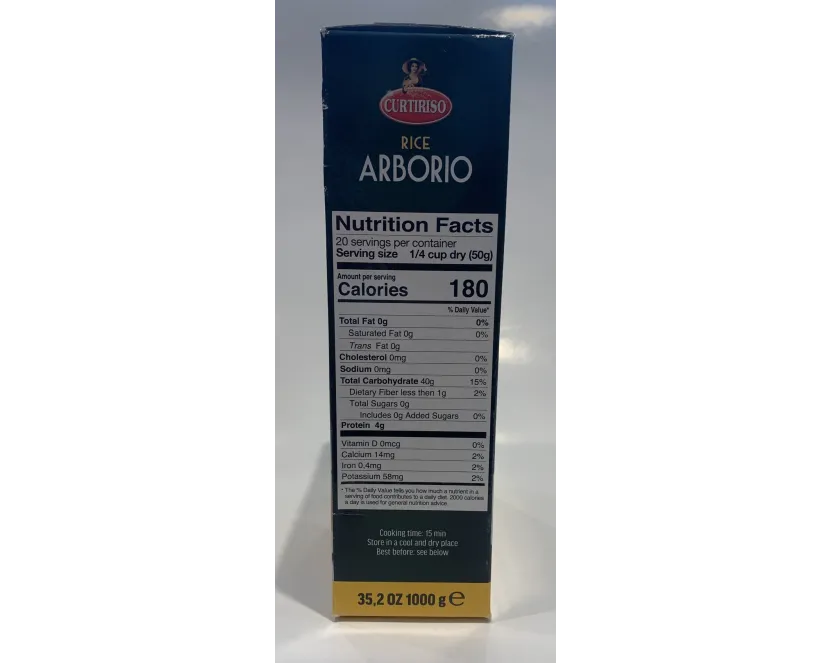 CURTIRISO
RICE
ARBORIO
Nutrition Facts
20 servings per container
Serving size 1/4 cup dry (50g)
Amount per serving
Calories 180
% Daily Value*
Total Fat 0g 0%
Saturated Fat 0g 0%
Trans Fat 0g
Cholesterol 0mg 0%
Sodium 0mg 0%
Total Carbohydrate 40g 15%
Dietary Fiber less then 1g 2%
Total Sugars 0g
Includes 0g Added Sugars 0%
Protein 4g
Vitamin D 0mcg 0%
Calcium 14mg 2%
Iron 0,4mg 2%
Potassium 58mg 2%
* The % Daily Value tells you how much a nutrient in a
serving of food contributes to a daily diet. 2000 calories
a day is used for general nutrition advice.
Cooking time: 15 min
Store in a cool and dry place
Best before: see below
35,2 OZ 1000 g e